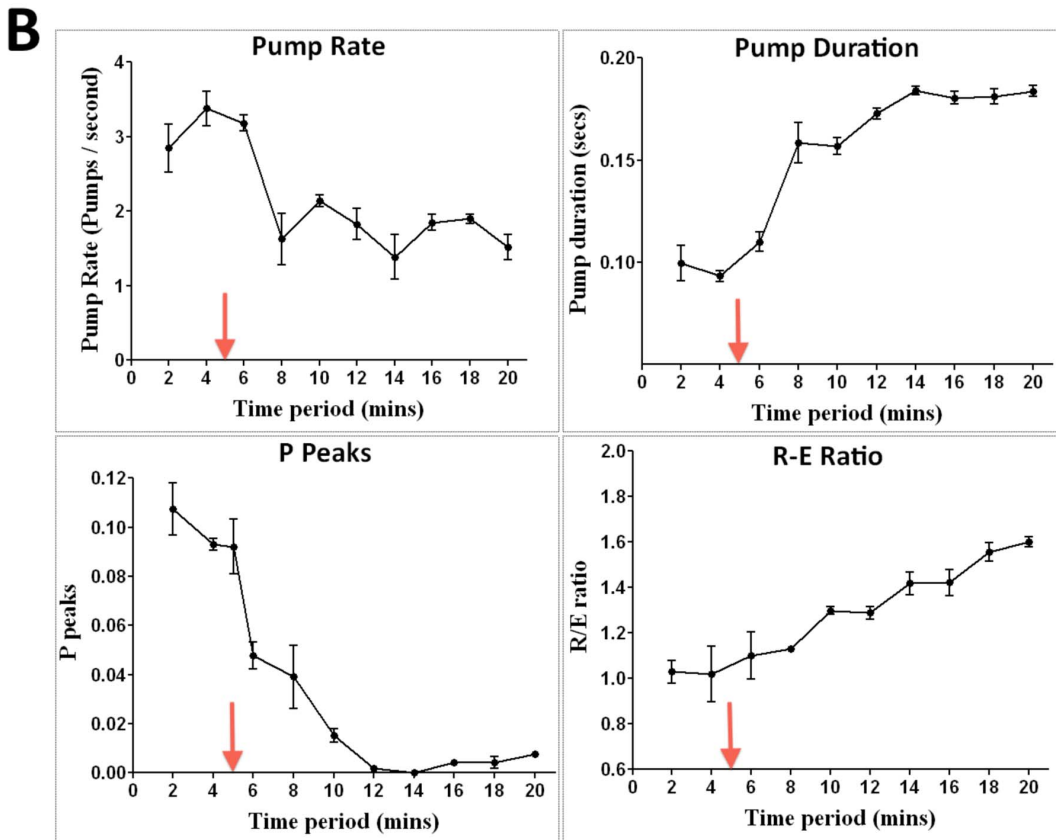 B
Pump Rate
Pump Rate (Pumps / second)
4
3
2
1
0
0 2 4 6 8 10 12 14 16 18 20
Time period (mins)
Pump Duration
Pump duration (secs)
0.20
0.15
0.10
0 2 4 6 8 10 12 14 16 18 20
Time period (mins)
P Peaks
P peaks
0.12
0.10
0.08
0.06
0.04
0.02
0.00
0 2 4 6 8 10 12 14 16 18 20
Time period (mins)
R-E Ratio
R/E ratio
2.0
1.8
1.6
1.4
1.2
1.0
0.8
0.6
0 2 4 6 8 10 12 14 16 18 20
Time period (mins)